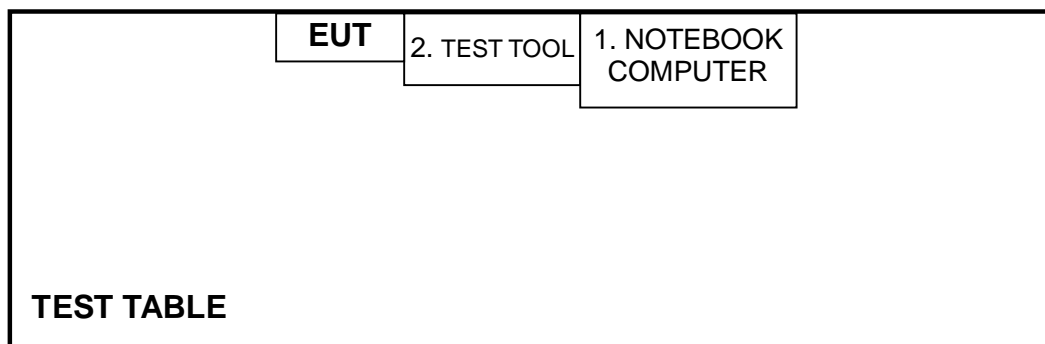 EUT
2. TEST TOOL
1. NOTEBOOK
COMPUTER
TEST TABLE